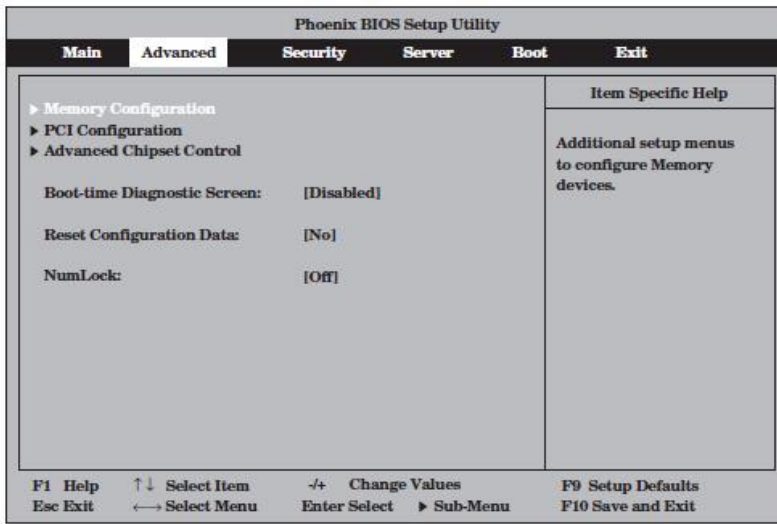 Phoenix BIOS Setup Utility
Main Advanced Security Server Boot Exit
▶ Memory Configuration
▶ PCI Configuration
▶ Advanced Chipset Control
Boot-time Diagnostic Screen: [Disabled]
Reset Configuration Data: [No]
NumLock: [Off]
Item Specific Help
Additional setup menus
to configure Memory
devices.
F1 Help ↑↓ Select Item -/+ Change Values F9 Setup Defaults
Esc Exit ←→ Select Menu Enter Select ▶ Sub-Menu F10 Save and Exit